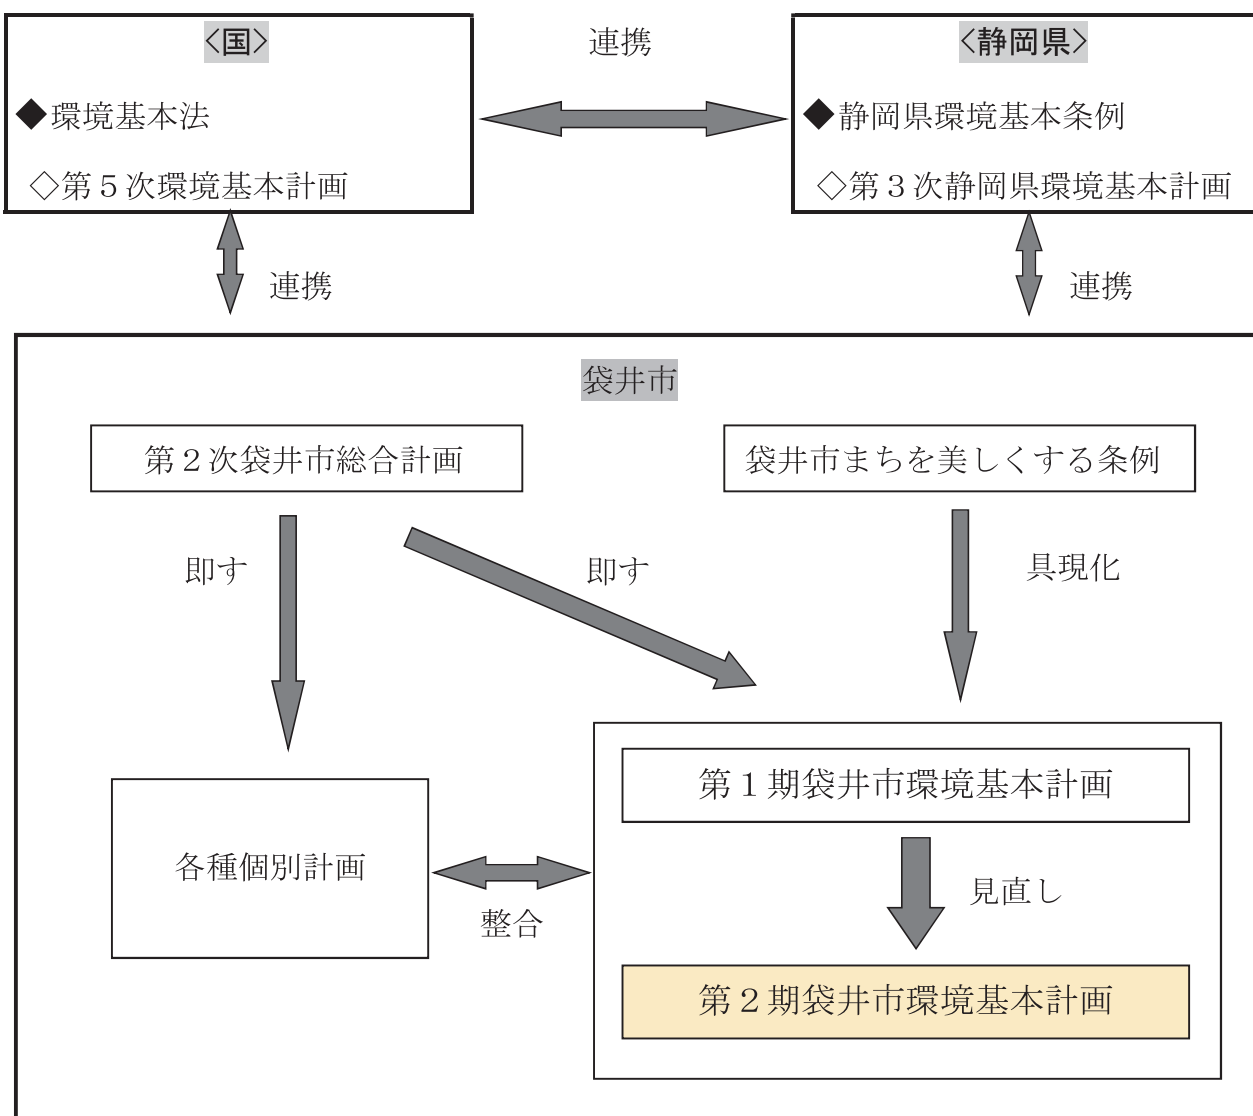 〈国〉
連携
〈静岡県〉
◆環境基本法
◆静岡県環境基本条例
◇第５次環境基本計画
◇第３次静岡県環境基本計画
連携
連携
袋井市
第２次袋井市総合計画
袋井市まちを美しくする条例
即す
即す
具現化
第１期袋井市環境基本計画
各種個別計画
見直し
整合
第２期袋井市環境基本計画